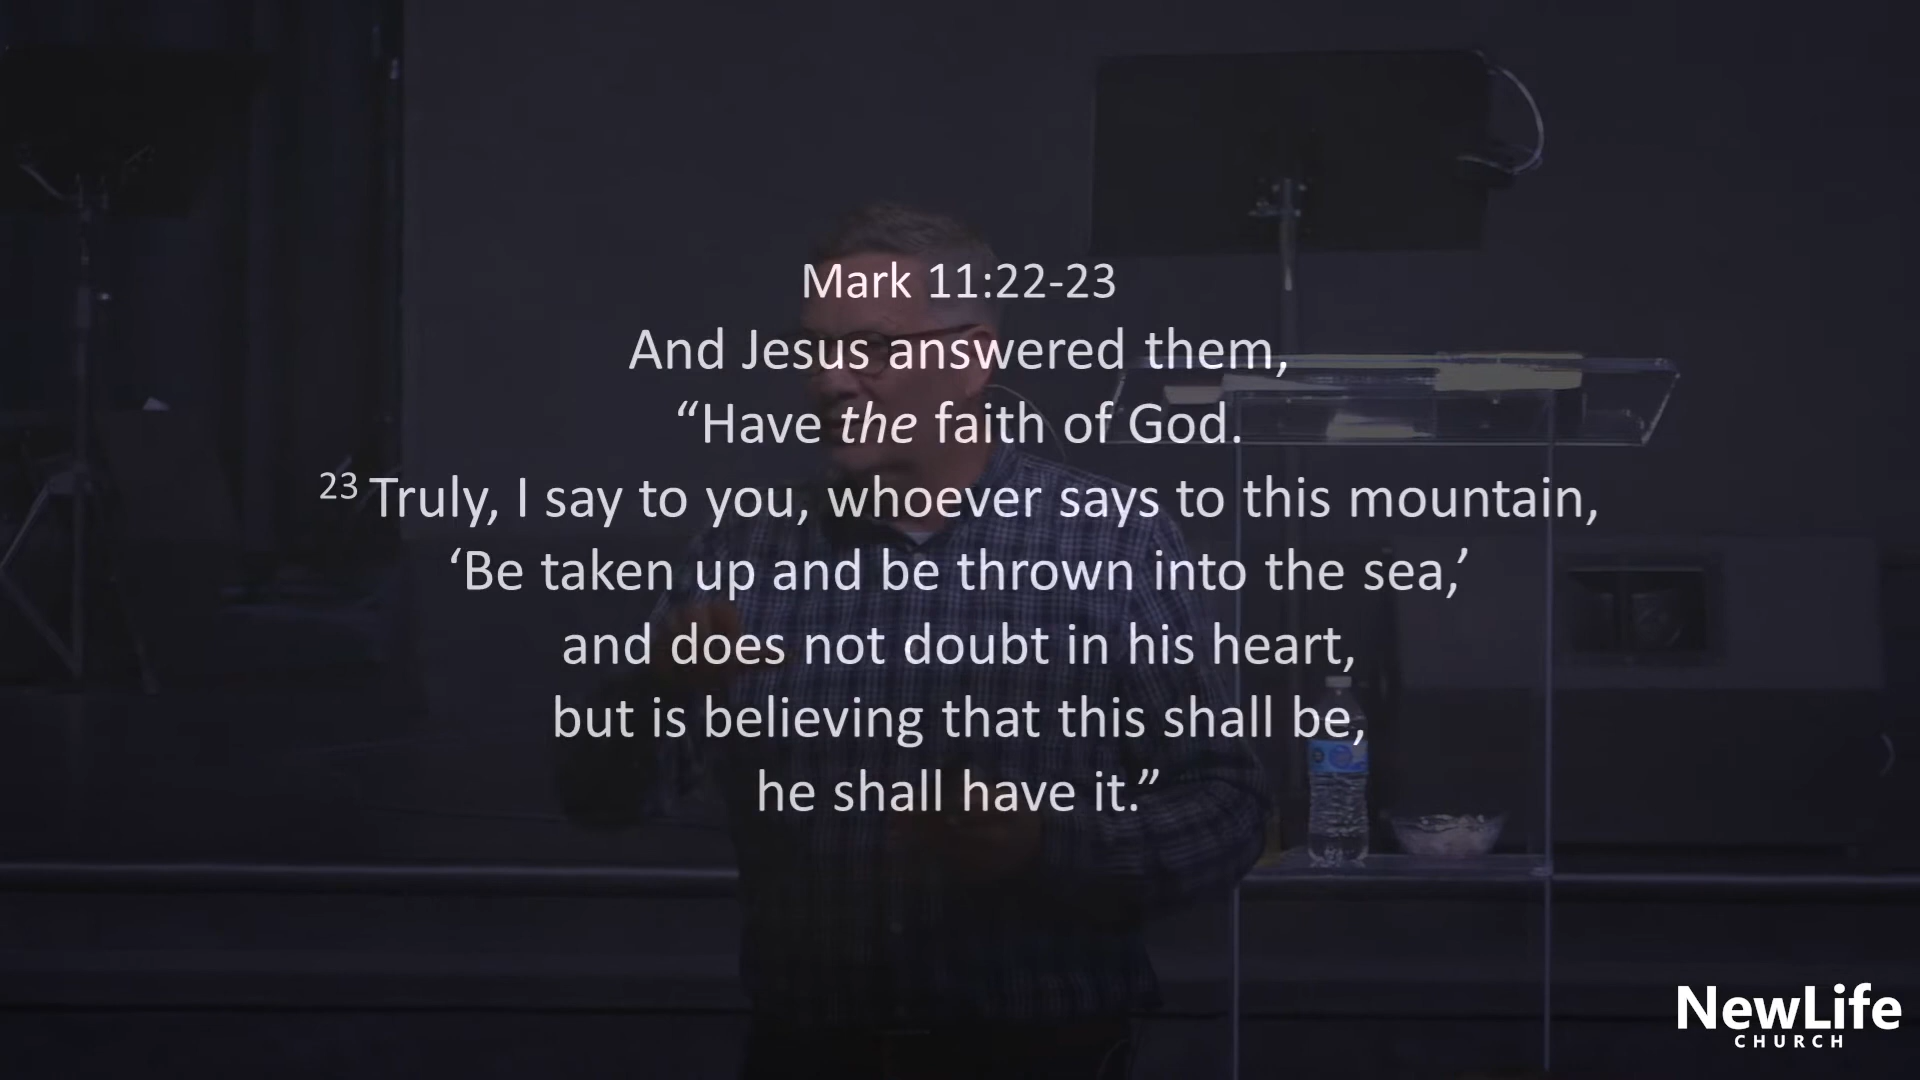 Mark 11:22-23
And Jesus answered them,
“Have the faith of God.
23 Truly, I say to you, whoever says to this mountain,
‘Be taken up and be thrown into the sea,’
and does not doubt in his heart,
but is believing that this shall be,
he shall have it.”
NewLife
CHURCH